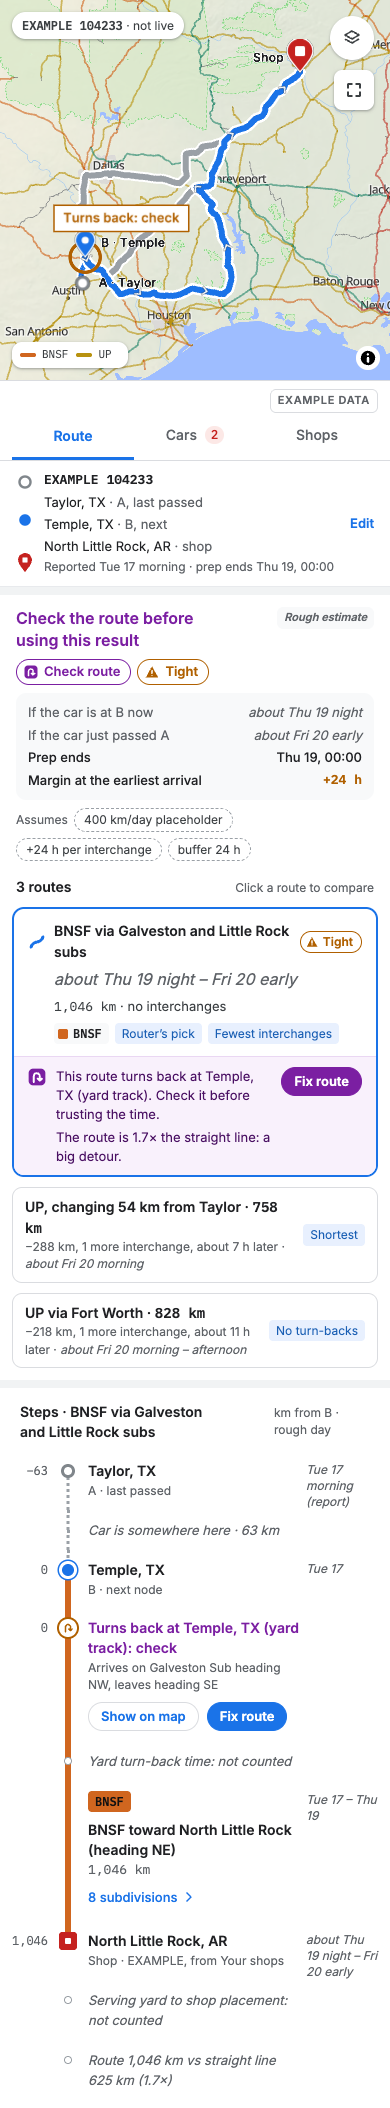 EXAMPLE 104233 · not live
Shop
Dallas
Shreveport
Jack
Turns back: check
B · Temple
A · Taylor
Austin
Baton Rouge
Houston
New O
San Antonio
BNSF UP
EXAMPLE DATA
Route Cars 2 Shops
EXAMPLE 104233
Taylor, TX · A, last passed
Temple, TX · B, next Edit
North Little Rock, AR · shop
Reported Tue 17 morning · prep ends Thu 19, 00:00
Check the route before
using this result
Rough estimate
Check route Tight
If the car is at B now about Thu 19 night
If the car just passed A about Fri 20 early
Prep ends Thu 19, 00:00
Margin at the earliest arrival +24 h
Assumes 400 km/day placeholder
+24 h per interchange buffer 24 h
3 routes Click a route to compare
BNSF via Galveston and Little Rock
subs
Tight
about Thu 19 night – Fri 20 early
1,046 km · no interchanges
BNSF Router's pick Fewest interchanges
This route turns back at Temple,
TX (yard track). Check it before
trusting the time.
Fix route
The route is 1.7× the straight line: a
big detour.
UP, changing 54 km from Taylor · 758
km
−288 km, 1 more interchange, about 7 h later ·
about Fri 20 morning
Shortest
UP via Fort Worth · 828 km
−218 km, 1 more interchange, about 11 h
later · about Fri 20 morning – afternoon
No turn-backs
Steps · BNSF via Galveston
and Little Rock subs
km from B ·
rough day
−63 Taylor, TX
A · last passed
Tue 17
morning
(report)
Car is somewhere here · 63 km
0 Temple, TX Tue 17
B · next node
0 Turns back at Temple, TX (yard
track): check
Arrives on Galveston Sub heading
NW, leaves heading SE
Show on map Fix route
Yard turn-back time: not counted
BNSF
Tue 17 – Thu
19
BNSF toward North Little Rock
(heading NE)
1,046 km
8 subdivisions
1,046 North Little Rock, AR
Shop · EXAMPLE, from Your shops
about Thu
19 night – Fri
20 early
Serving yard to shop placement:
not counted
Route 1,046 km vs straight line
625 km (1.7×)